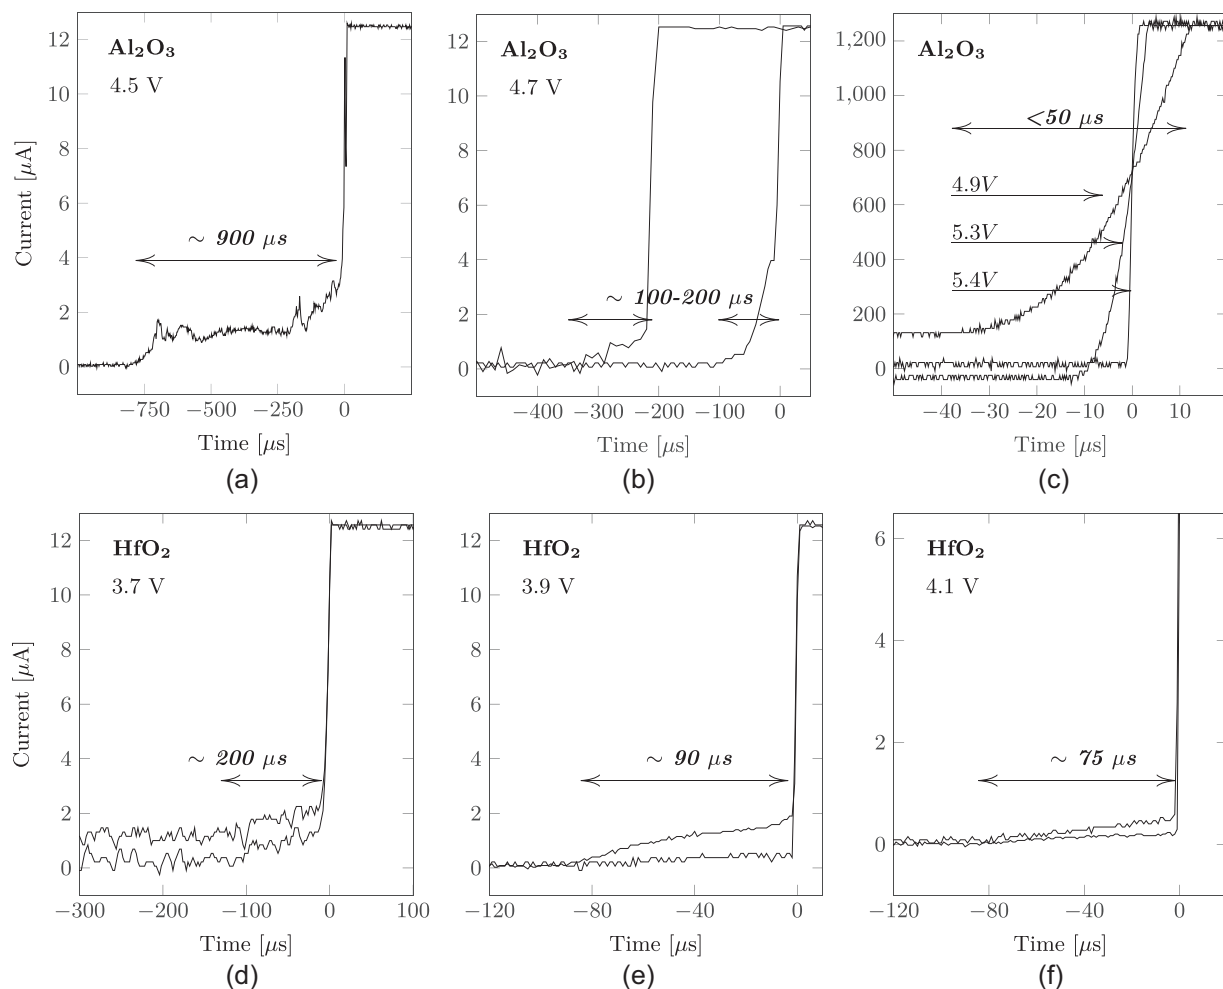 Al₂O₃
4.5 V
∼ 900 μs
Current [μA]
0
2
4
6
8
10
12
−750
−500
−250
0
Time [μs]
(a)
Al₂O₃
4.7 V
∼ 100-200 μs
0
2
4
6
8
10
12
−400
−300
−200
−100
0
Time [μs]
(b)
Al₂O₃
<50 μs
4.9V
5.3V
5.4V
0
200
400
600
800
1,000
1,200
−40
−30
−20
−10
0
10
Time [μs]
(c)
HfO₂
3.7 V
∼ 200 μs
Current [μA]
0
2
4
6
8
10
12
−300
−200
−100
0
100
Time [μs]
(d)
HfO₂
3.9 V
∼ 90 μs
0
2
4
6
8
10
12
−120
−80
−40
0
Time [μs]
(e)
HfO₂
4.1 V
∼ 75 μs
0
2
4
6
−120
−80
−40
0
Time [μs]
(f)